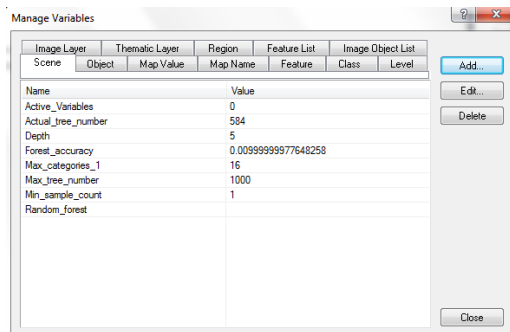 Manage Variables
?
Image Layer Thematic Layer Region Feature List Image Object List
Scene Object Map Value Map Name Feature Class Level
Add...
Name Value
Edit...
Active_Variables 0
Actual_tree_number 584
Delete
Depth 5
Forest_accuracy 0.00999999977648258
Max_categories_1 16
Max_tree_number 1000
Min_sample_count 1
Random_forest
Close